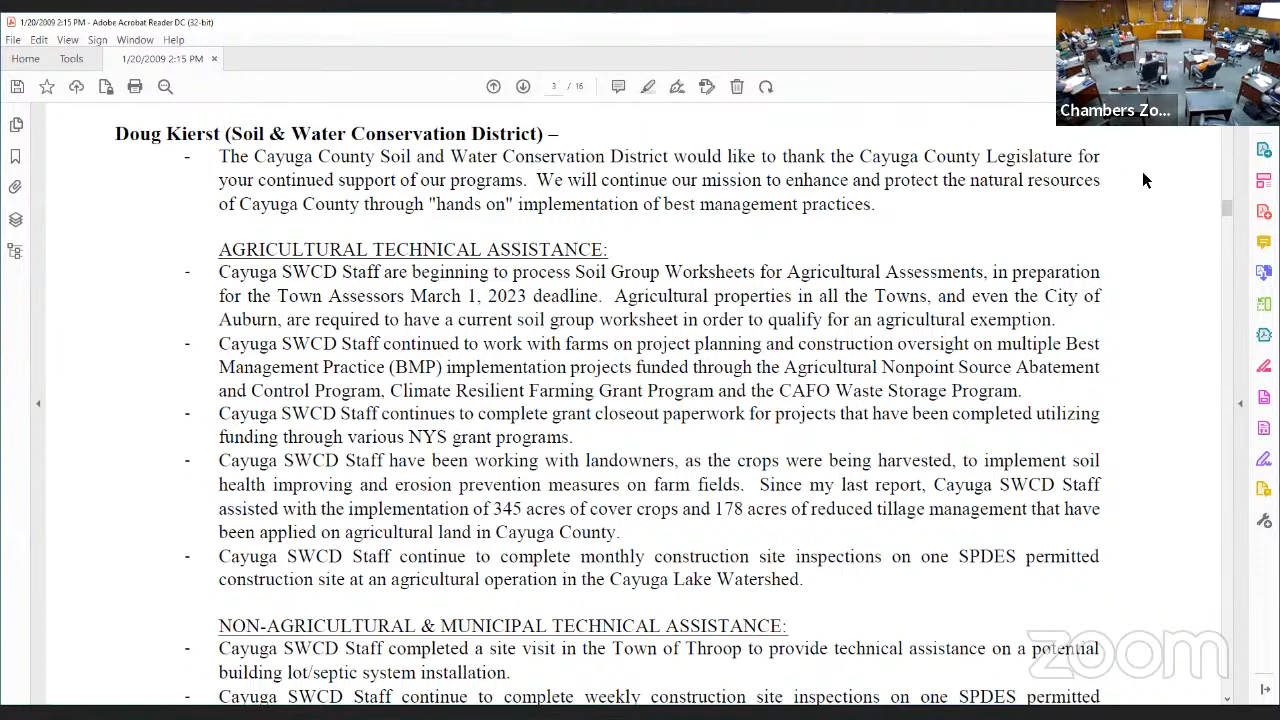 1/20/2009 2:15 PM - Adobe Acrobat Reader DC (32-bit)
File Edit View Sign Window Help
Home Tools 1/20/2009 2:15 PM ×
3 / 16
Chambers Zo...
Doug Kierst (Soil & Water Conservation District) –
- The Cayuga County Soil and Water Conservation District would like to thank the Cayuga County Legislature for
your continued support of our programs. We will continue our mission to enhance and protect the natural resources
of Cayuga County through "hands on" implementation of best management practices.
AGRICULTURAL TECHNICAL ASSISTANCE:
- Cayuga SWCD Staff are beginning to process Soil Group Worksheets for Agricultural Assessments, in preparation
for the Town Assessors March 1, 2023 deadline. Agricultural properties in all the Towns, and even the City of
Auburn, are required to have a current soil group worksheet in order to qualify for an agricultural exemption.
- Cayuga SWCD Staff continued to work with farms on project planning and construction oversight on multiple Best
Management Practice (BMP) implementation projects funded through the Agricultural Nonpoint Source Abatement
and Control Program, Climate Resilient Farming Grant Program and the CAFO Waste Storage Program.
- Cayuga SWCD Staff continues to complete grant closeout paperwork for projects that have been completed utilizing
funding through various NYS grant programs.
- Cayuga SWCD Staff have been working with landowners, as the crops were being harvested, to implement soil
health improving and erosion prevention measures on farm fields. Since my last report, Cayuga SWCD Staff
assisted with the implementation of 345 acres of cover crops and 178 acres of reduced tillage management that have
been applied on agricultural land in Cayuga County.
- Cayuga SWCD Staff continue to complete monthly construction site inspections on one SPDES permitted
construction site at an agricultural operation in the Cayuga Lake Watershed.
NON-AGRICULTURAL & MUNICIPAL TECHNICAL ASSISTANCE:
- Cayuga SWCD Staff completed a site visit in the Town of Throop to provide technical assistance on a potential
building lot/septic system installation.
- Cayuga SWCD Staff continue to complete weekly construction site inspections on one SPDES permitted
zoom